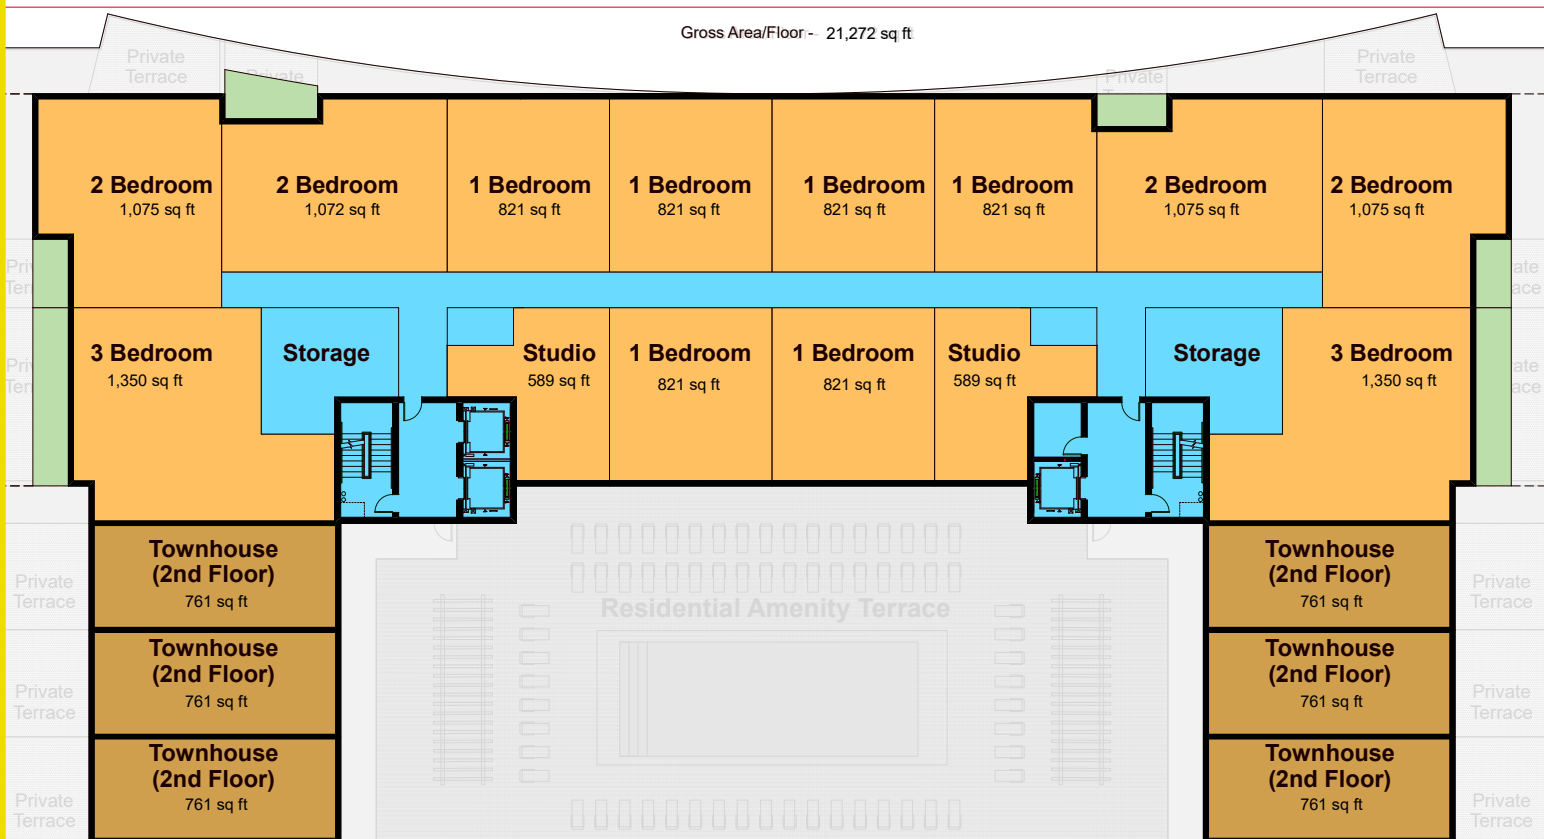 Gross Area/Floor - 21,272 sq ft
Private
Terrace
Private
Private
Private
Terrace
2 Bedroom
1,075 sq ft
2 Bedroom
1,072 sq ft
1 Bedroom
821 sq ft
1 Bedroom
821 sq ft
1 Bedroom
821 sq ft
1 Bedroom
821 sq ft
2 Bedroom
1,075 sq ft
2 Bedroom
1,075 sq ft
3 Bedroom
1,350 sq ft
Storage
Studio
589 sq ft
1 Bedroom
821 sq ft
1 Bedroom
821 sq ft
Studio
589 sq ft
Storage
3 Bedroom
1,350 sq ft
Townhouse
(2nd Floor)
761 sq ft
Townhouse
(2nd Floor)
761 sq ft
Private
Terrace
Residential Amenity Terrace
Private
Terrace
Townhouse
(2nd Floor)
761 sq ft
Townhouse
(2nd Floor)
761 sq ft
Private
Terrace
Private
Terrace
Townhouse
(2nd Floor)
761 sq ft
Townhouse
(2nd Floor)
761 sq ft
Private
Terrace
Private
Terrace